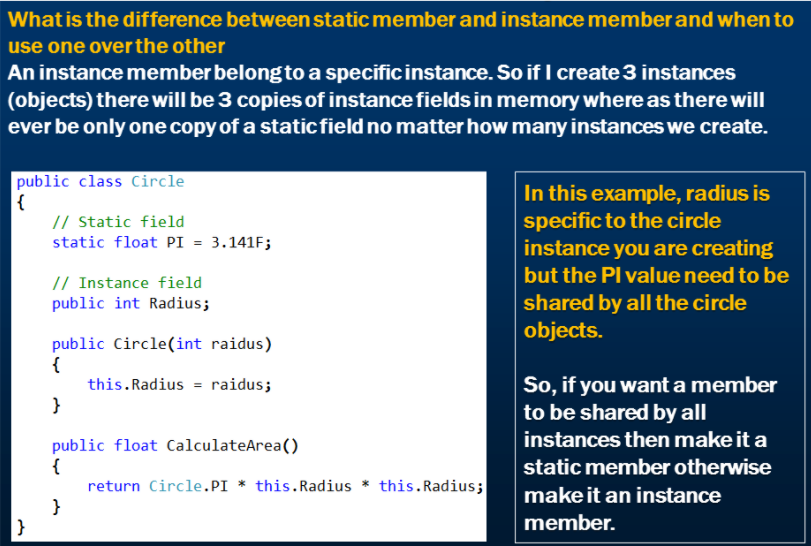 What is the difference between static member and instance member and when to
use one over the other
An instance member belong to a specific instance. So if I create 3 instances
(objects) there will be 3 copies of instance fields in memory where as there will
ever be only one copy of a static field no matter how many instances we create.
public class Circle
{
    // Static field
    static float PI = 3.141F;

    // Instance field
    public int Radius;

    public Circle(int raidus)
    {
        this.Radius = raidus;
    }

    public float CalculateArea()
    {
        return Circle.PI * this.Radius * this.Radius;
    }
}
In this example, radius is
specific to the circle
instance you are creating
but the PI value need to be
shared by all the circle
objects.
So, if you want a member
to be shared by all
instances then make it a
static member otherwise
make it an instance
member.